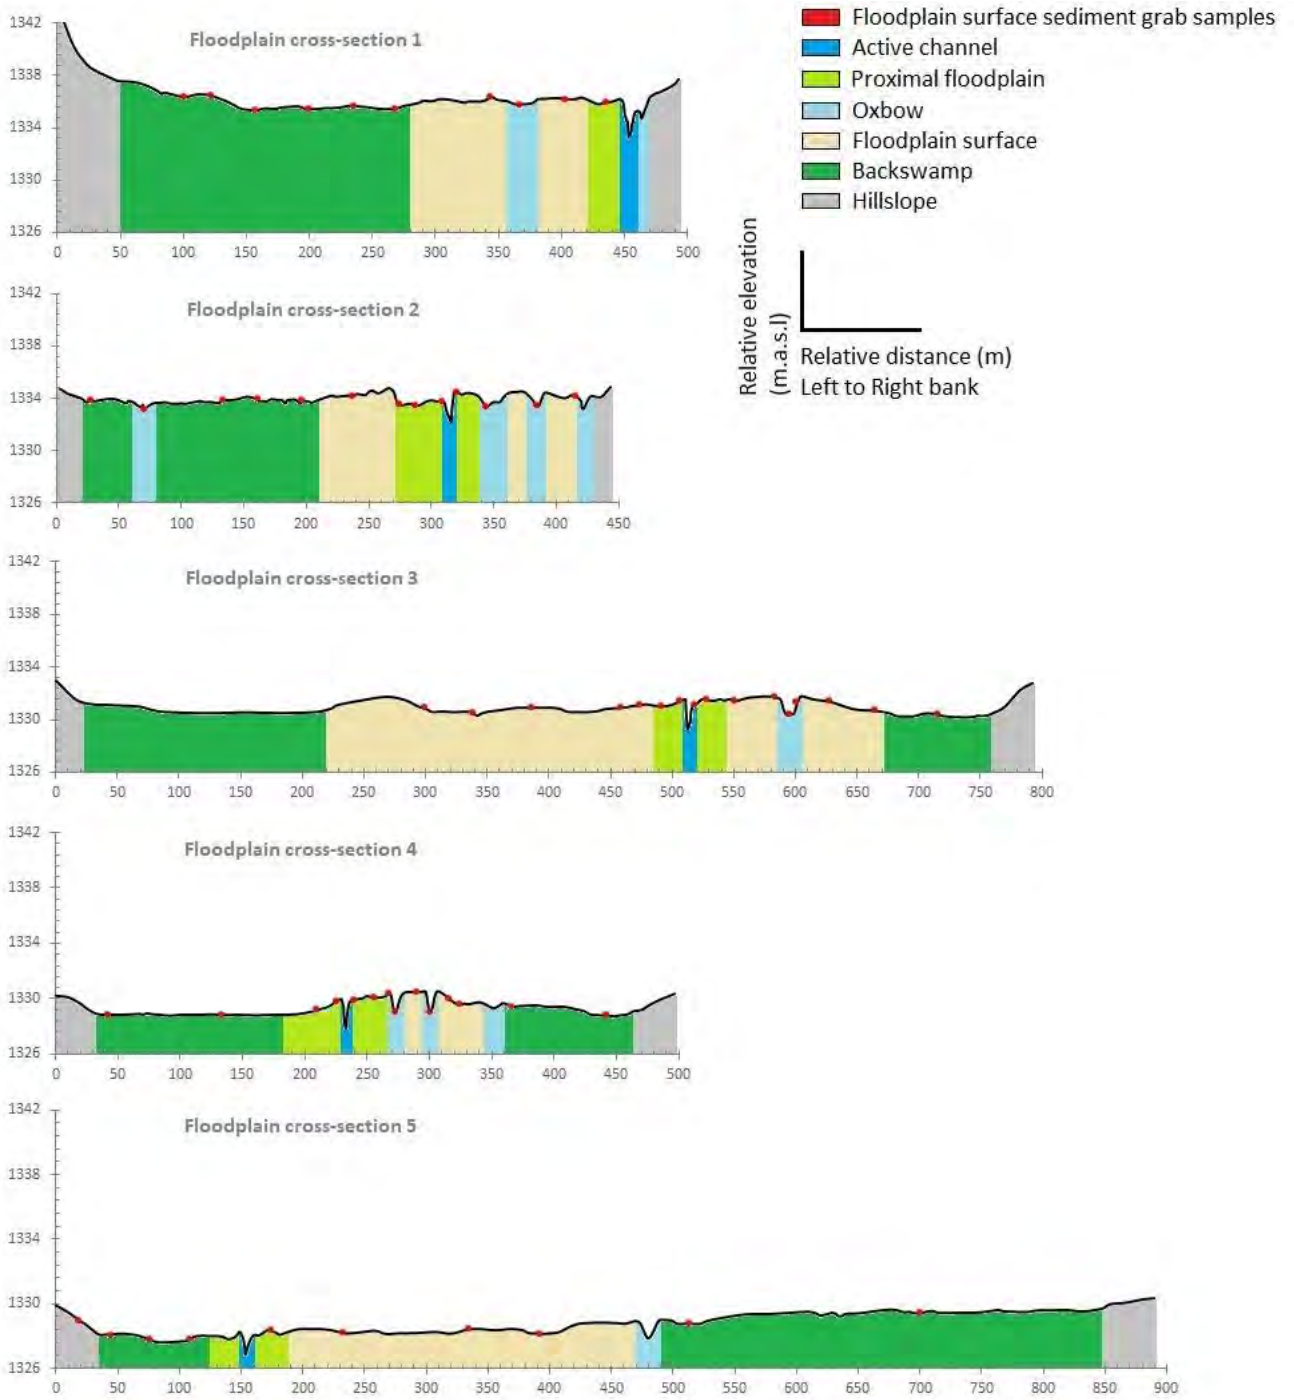 Floodplain surface sediment grab samples
Active channel
Proximal floodplain
Oxbow
Floodplain surface
Backswamp
Hillslope
Relative elevation
(m.a.s.l)
Relative distance (m)
Left to Right bank
Floodplain cross-section 1
1342
1338
1334
1330
1326
0 50 100 150 200 250 300 350 400 450 500
Floodplain cross-section 2
1342
1338
1334
1330
1326
0 50 100 150 200 250 300 350 400 450
Floodplain cross-section 3
1342
1338
1334
1330
1326
0 50 100 150 200 250 300 350 400 450 500 550 600 650 700 750 800
Floodplain cross-section 4
1342
1338
1334
1330
1326
0 50 100 150 200 250 300 350 400 450 500
Floodplain cross-section 5
1342
1338
1334
1330
1326
0 50 100 150 200 250 300 350 400 450 500 550 600 650 700 750 800 850 900